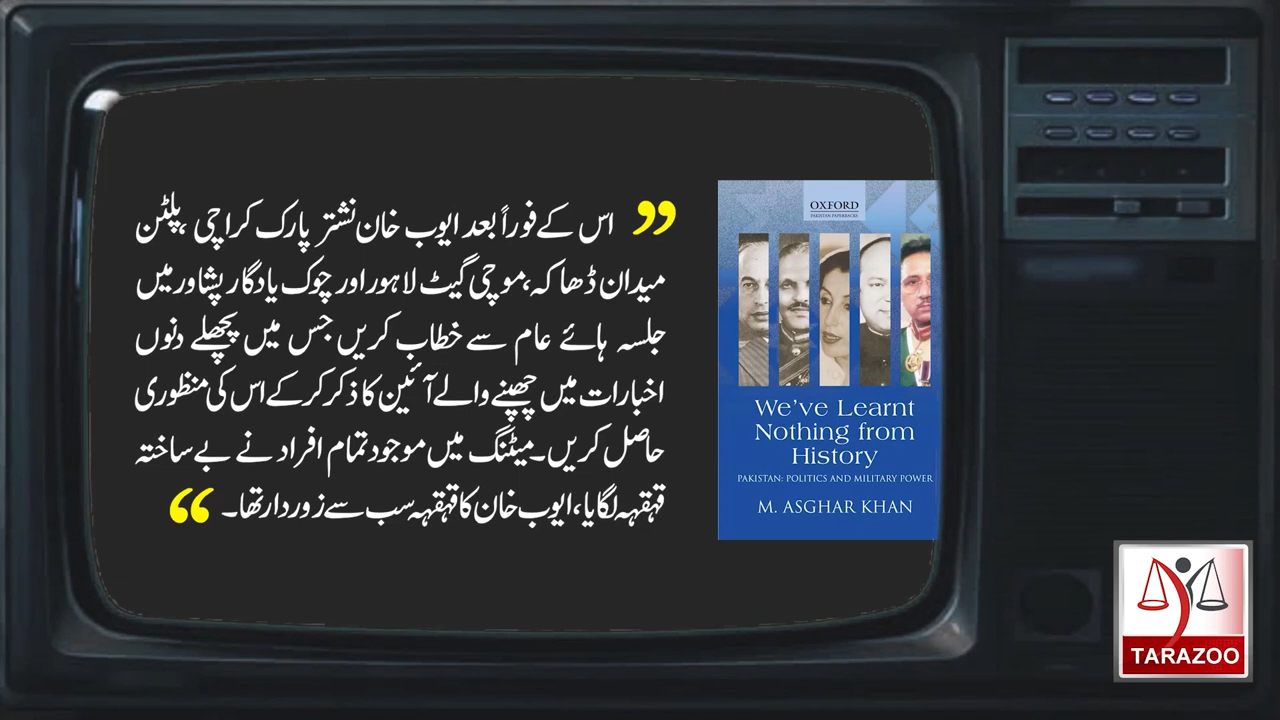 ”اس کے فوراً بعد ایوب خان نشتر پارک کراچی، پلٹن
میدان ڈھاکہ، موچی گیٹ لاہور اور چوک یادگار پشاور میں
جلسہ ہائے عام سے خطاب کریں جس میں پچھلے دنوں
اخبارات میں چھپنے والے آئین کا ذکر کرکے اس کی منظوری
حاصل کریں۔ میٹنگ میں موجود تمام افراد نے بے ساختہ
قہقہہ لگایا، ایوب خان کا قہقہہ سب سے زوردار تھا۔“
OXFORD
PAKISTAN PAPERBACKS
We've Learnt
Nothing from
History
PAKISTAN: POLITICS AND MILITARY POWER
M. ASGHAR KHAN
TARAZOO